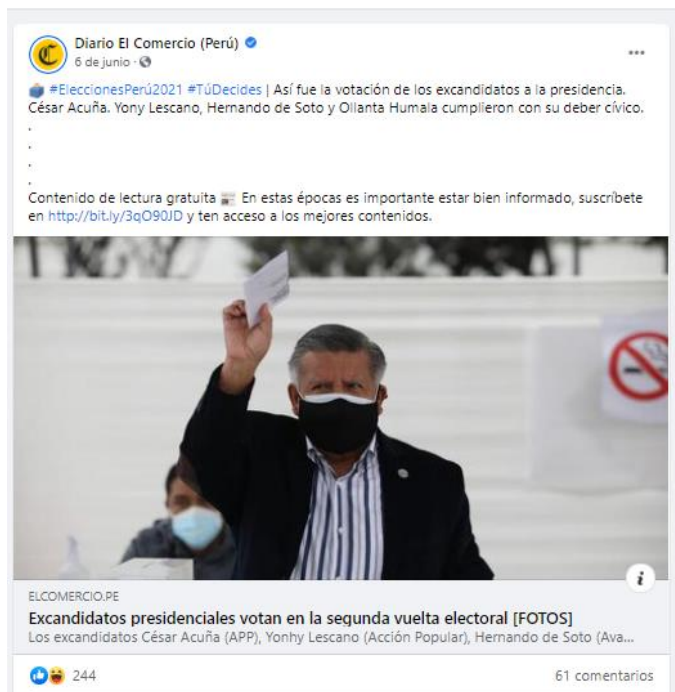 Diario El Comercio (Perú)
6 de junio ·
#EleccionesPerú2021 #TúDecides | Así fue la votación de los excandidatos a la presidencia.
César Acuña. Yony Lescano, Hernando de Soto y Ollanta Humala cumplieron con su deber cívico.
.
.
.
.
Contenido de lectura gratuita 📰 En estas épocas es importante estar bien informado, suscríbete
en http://bit.ly/3qO90JD y ten acceso a los mejores contenidos.
ELCOMERCIO.PE
Excandidatos presidenciales votan en la segunda vuelta electoral [FOTOS]
Los excandidatos César Acuña (APP), Yonhy Lescano (Acción Popular), Hernando de Soto (Ava...
244
61 comentarios